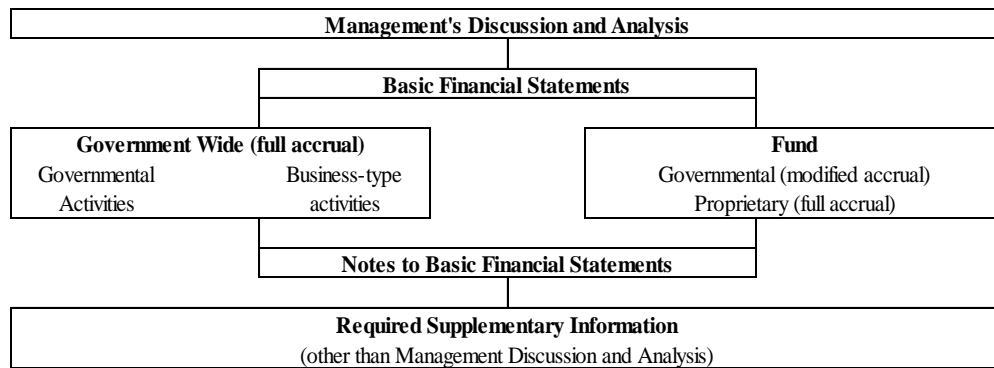 Management's Discussion and Analysis
Basic Financial Statements
Government Wide (full accrual)
Governmental
Activities
Business-type
activities
Fund
Governmental (modified accrual)
Proprietary (full accrual)
Notes to Basic Financial Statements
Required Supplementary Information
(other than Management Discussion and Analysis)